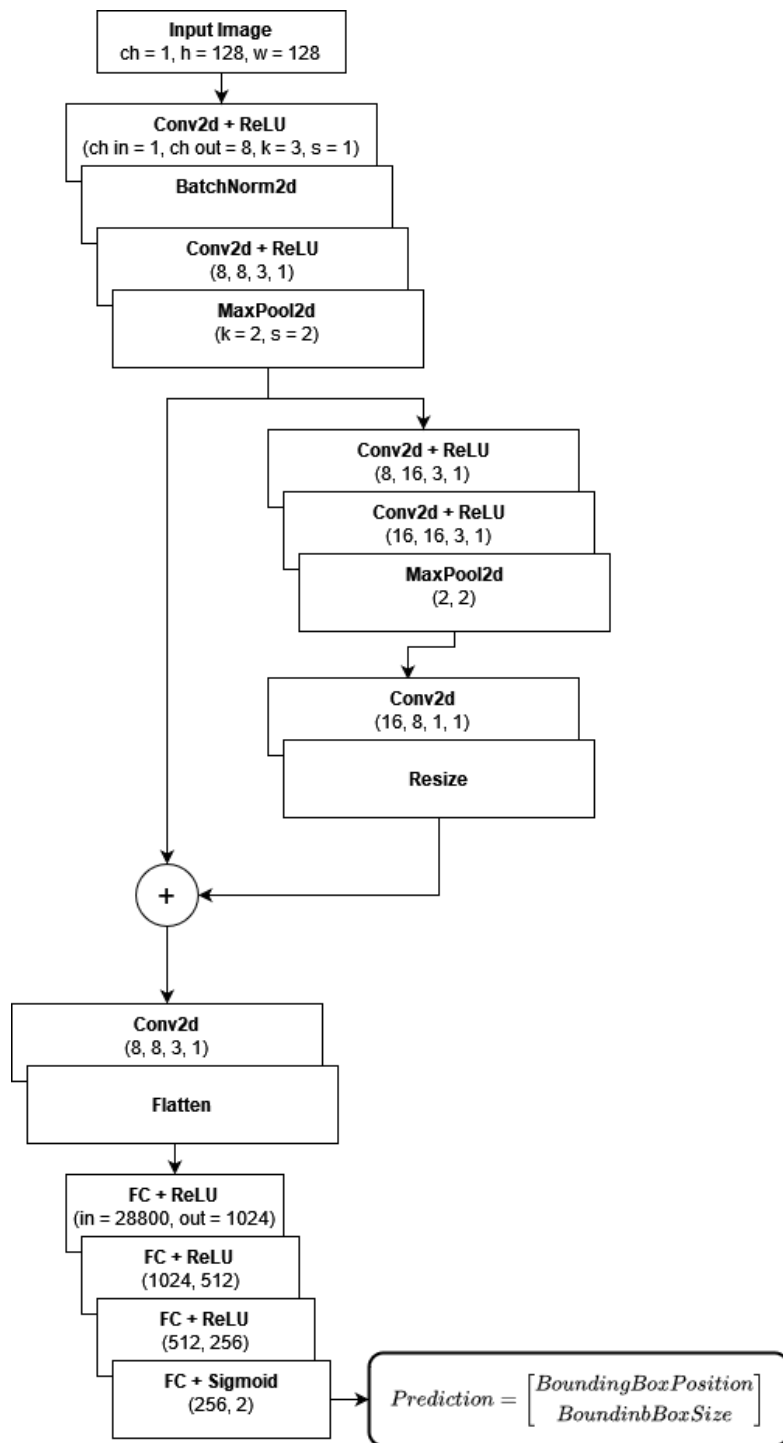 Input Image
ch = 1, h = 128, w = 128
Conv2d + ReLU
(ch in = 1, ch out = 8, k = 3, s = 1)
BatchNorm2d
Conv2d + ReLU
(8, 8, 3, 1)
MaxPool2d
(k = 2, s = 2)
Conv2d + ReLU
(8, 16, 3, 1)
Conv2d + ReLU
(16, 16, 3, 1)
MaxPool2d
(2, 2)
Conv2d
(16, 8, 1, 1)
Resize
+
Conv2d
(8, 8, 3, 1)
Flatten
FC + ReLU
(in = 28800, out = 1024)
FC + ReLU
(1024, 512)
FC + ReLU
(512, 256)
FC + Sigmoid
(256, 2)
Prediction = [BoundingBoxPosition
BoundinbBoxSize]